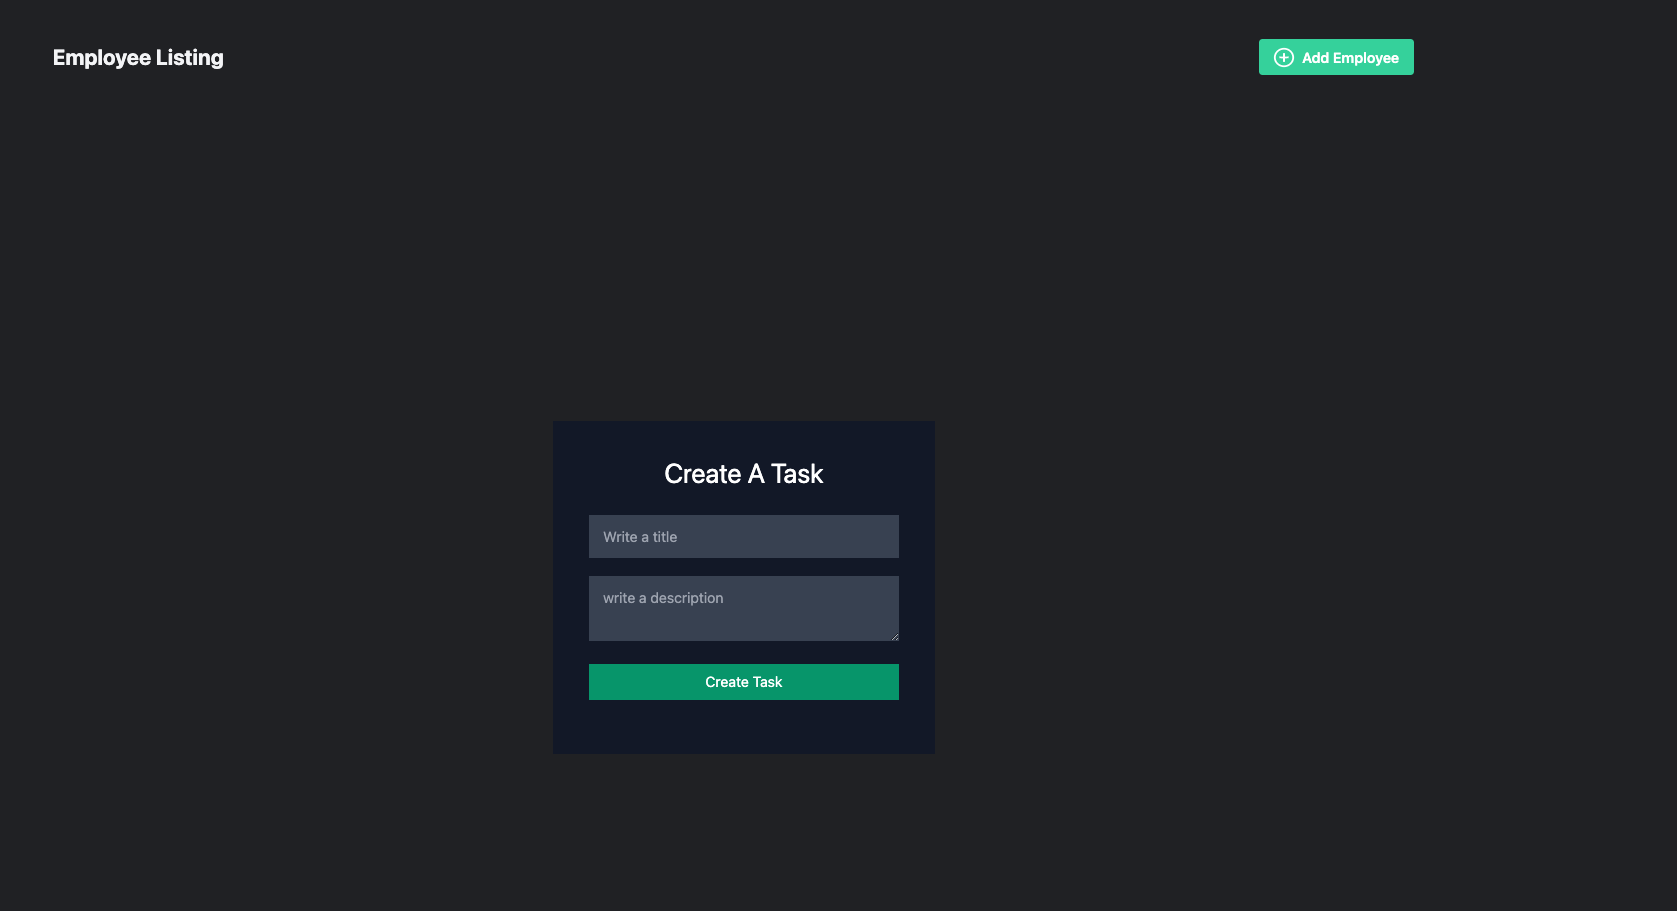 Employee Listing
Add Employee
Create A Task
Write a title
write a description
Create Task